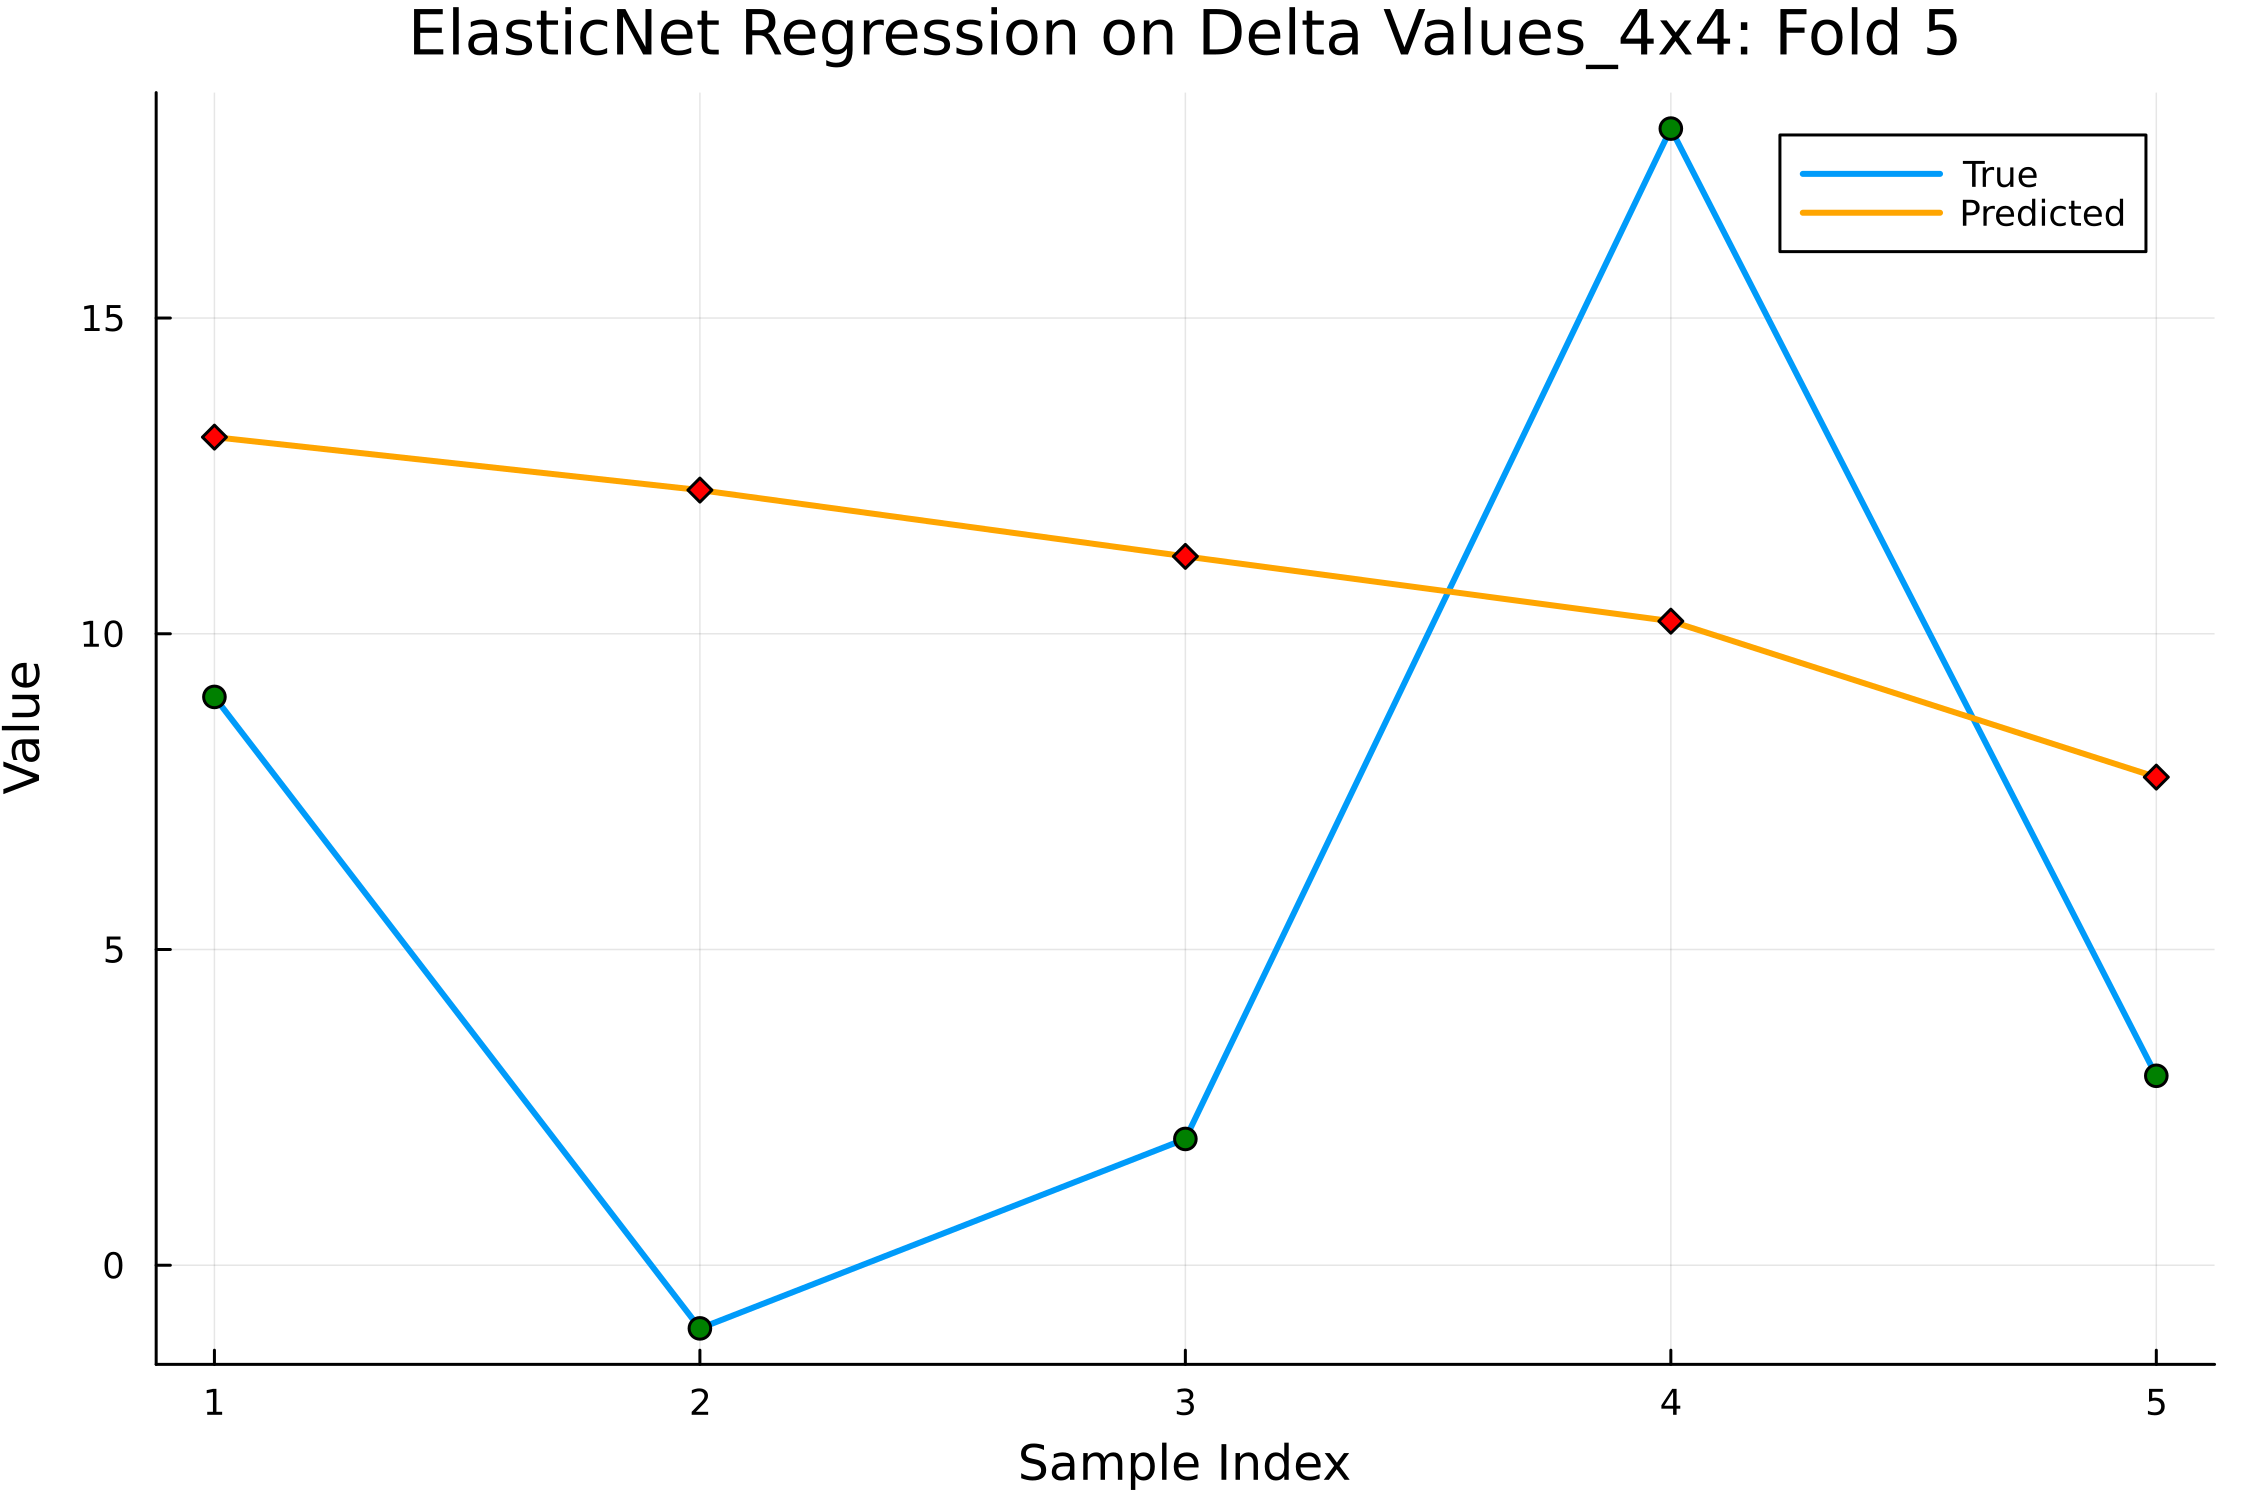 ElasticNet Regression on Delta Values_4x4: Fold 5
True
Predicted
15
10
5
0
Value
1 2 3 4 5
Sample Index